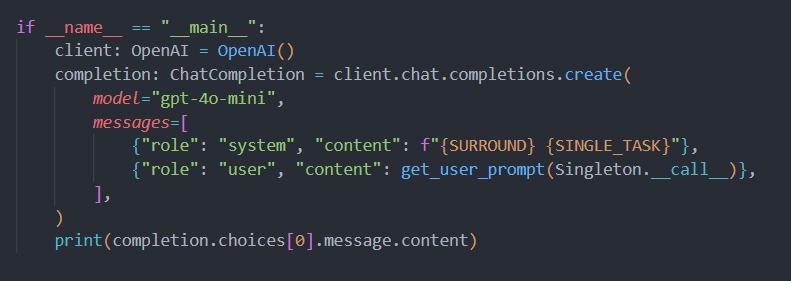 if __name__ == "__main__":
    client: OpenAI = OpenAI()
    completion: ChatCompletion = client.chat.completions.create(
        model="gpt-4o-mini",
        messages=[
            {"role": "system", "content": f"{SURROUND} {SINGLE_TASK}"},
            {"role": "user", "content": get_user_prompt(Singleton.__call__)},
        ],
    )
    print(completion.choices[0].message.content)